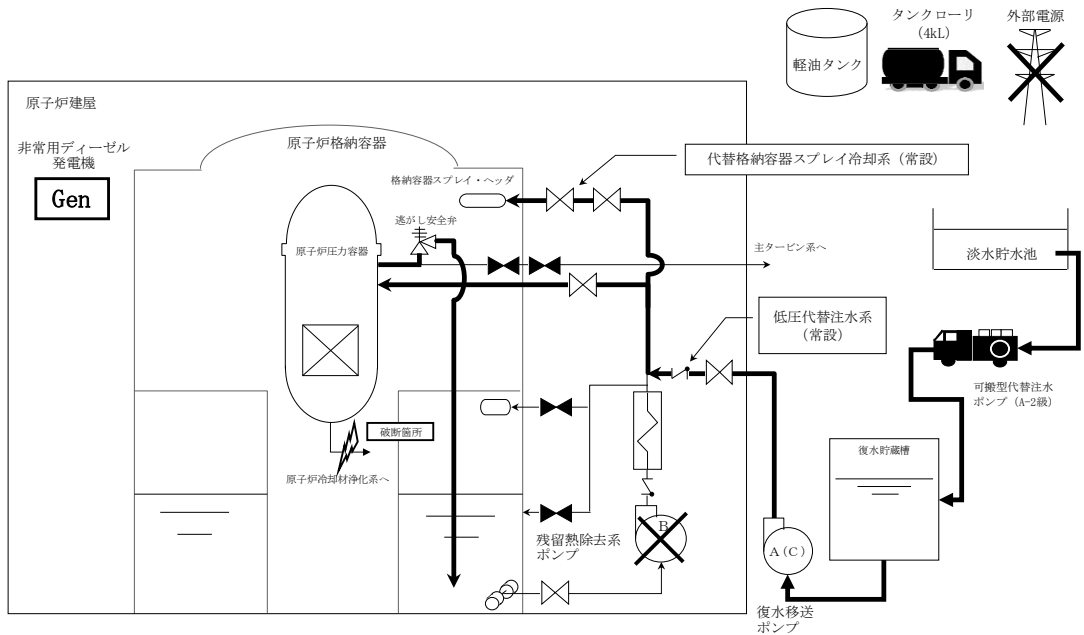 タンクローリ
(4kL)
外部電源
軽油タンク
原子炉建屋
非常用ディーゼル
発電機
Gen
原子炉格納容器
代替格納容器スプレイ冷却系（常設）
格納容器スプレイ・ヘッダ
逃がし安全弁
原子炉圧力容器
主タービン系へ
淡水貯水池
低圧代替注水系
（常設）
可搬型代替注水
ポンプ（A-2級）
破断箇所
復水貯蔵槽
原子炉冷却材浄化系へ
残留熱除去系
ポンプ
B
A(C)
復水移送
ポンプ